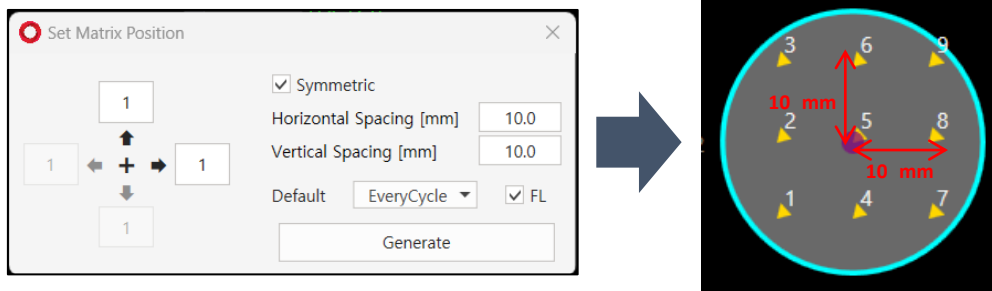 Set Matrix Position
1
1
1
1
Symmetric
Horizontal Spacing [mm]
10.0
Vertical Spacing [mm]
10.0
Default
EveryCycle
FL
Generate
3
6
9
10 mm
2
5
8
10 mm
1
4
7